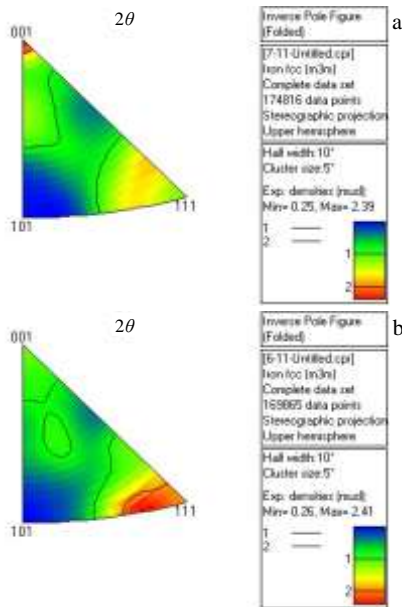 2θ
001
101
111
Inverse Pole Figure
(Folded)
[7-11-Untitled.cpr]
Iron fcc (m3m)
Complete data set
174816 data points
Stereographic projection
Upper hemisphere
Half width:10°
Cluster size:5°
Exp. densities (mud):
Min= 0.25, Max= 2.39
1
2
1
2
a
2θ
001
101
111
Inverse Pole Figure
(Folded)
[6-11-Untitled.cpr]
Iron fcc (m3m)
Complete data set
169865 data points
Stereographic projection
Upper hemisphere
Half width:10°
Cluster size:5°
Exp. densities (mud):
Min= 0.26, Max= 2.41
1
2
1
2
b